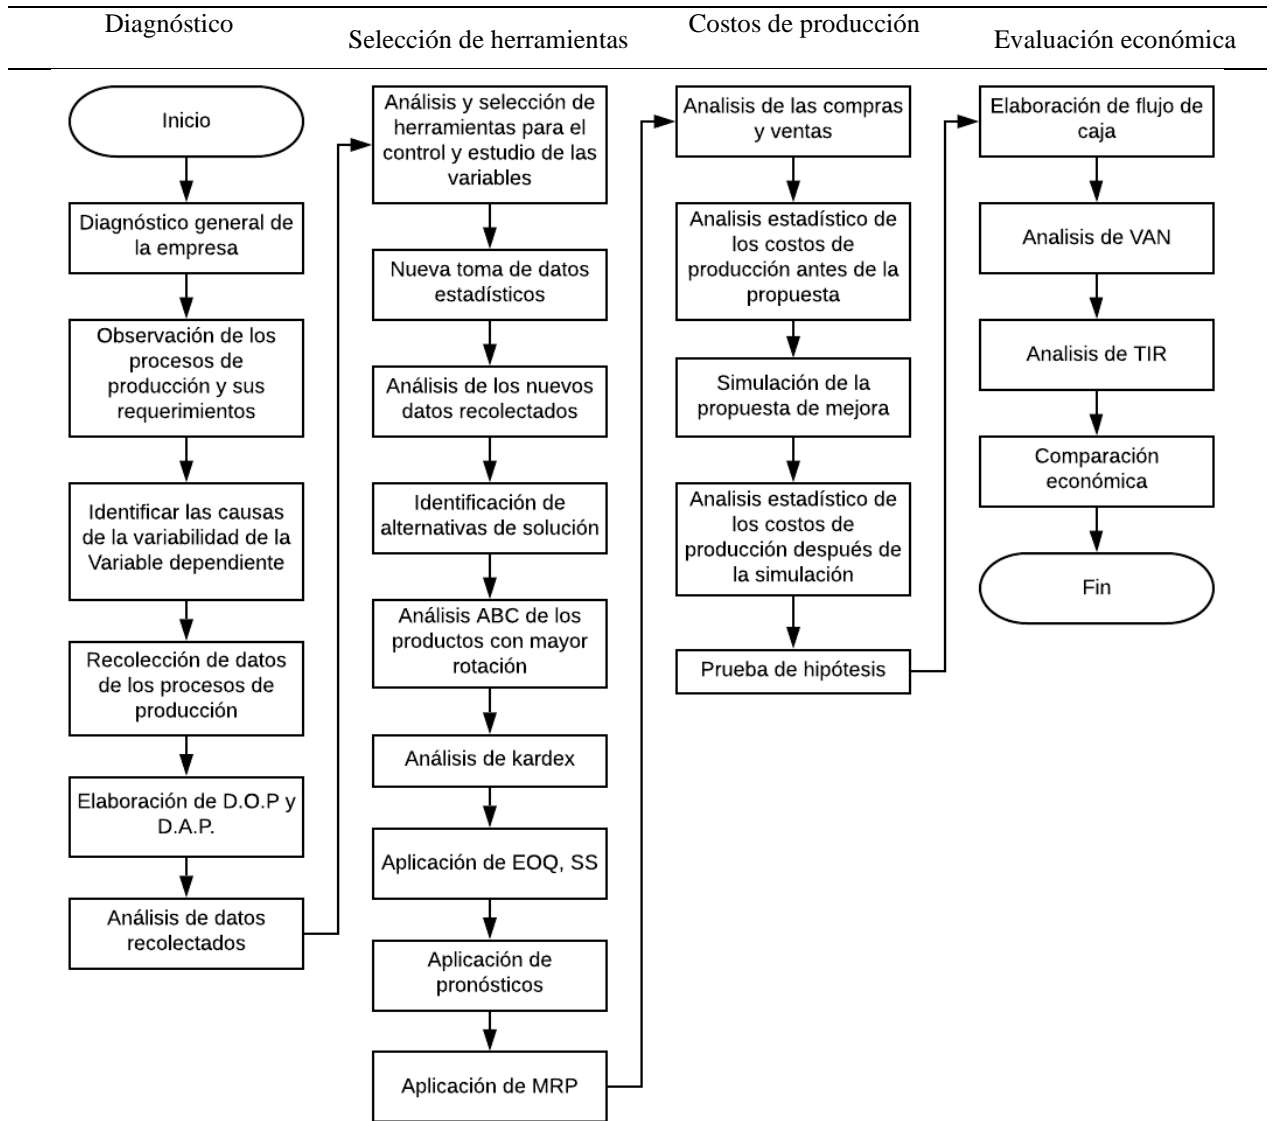 Diagnóstico
Selección de herramientas
Costos de producción
Evaluación económica
Inicio
Diagnóstico general de
la empresa
Observación de los
procesos de
producción y sus
requerimientos
Identificar las causas
de la variabilidad de la
Variable dependiente
Recolección de datos
de los procesos de
producción
Elaboración de D.O.P y
D.A.P.
Análisis de datos
recolectados
Análisis y selección de
herramientas para el
control y estudio de las
variables
Nueva toma de datos
estadísticos
Análisis de los nuevos
datos recolectados
Identificación de
alternativas de solución
Análisis ABC de los
productos con mayor
rotación
Análisis de kardex
Aplicación de EOQ, SS
Aplicación de
pronósticos
Aplicación de MRP
Analisis de las compras
y ventas
Analisis estadístico de
los costos de
producción antes de la
propuesta
Simulación de la
propuesta de mejora
Analisis estadístico de
los costos de
producción después de
la simulación
Prueba de hipótesis
Elaboración de flujo de
caja
Analisis de VAN
Analisis de TIR
Comparación
económica
Fin